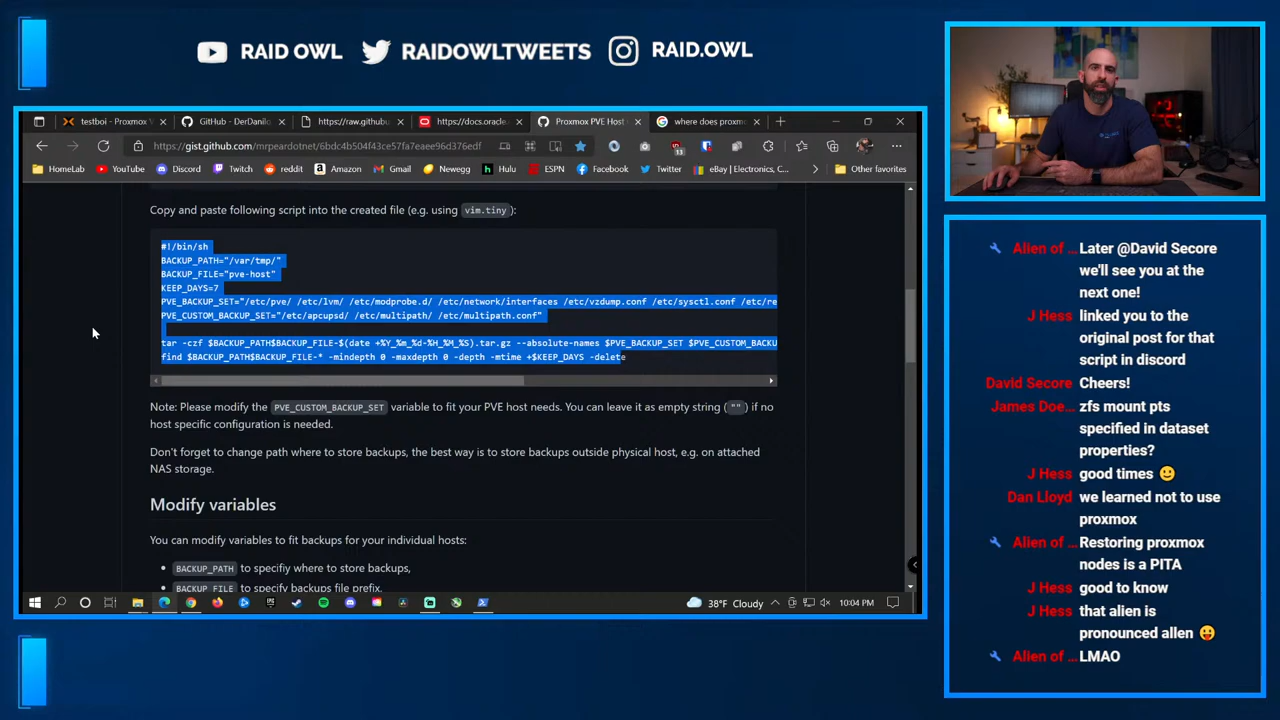 RAID OWL
RAIDOWLTWEETS
RAID.OWL
testboi - Proxmox V
GitHub - DerDanilo
https://raw.github
https://docs.oracle
Proxmox PVE Host
where does proxm
https://gist.github.com/mrpeardotnet/6bdc4b504f43ce57fa7eaee96d376edf
13
HomeLab
YouTube
Discord
Twitch
reddit
Amazon
Gmail
Newegg
Hulu
ESPN
Facebook
Twitter
eBay | Electronics, C...
Other favorites
Copy and paste following script into the created file (e.g. using vim.tiny):
#!/bin/sh
BACKUP_PATH="/var/tmp/"
BACKUP_FILE="pve-host"
KEEP_DAYS=7
PVE_BACKUP_SET="/etc/pve/ /etc/lvm/ /etc/modprobe.d/ /etc/network/interfaces /etc/vzdump.conf /etc/sysctl.conf /etc/re
PVE_CUSTOM_BACKUP_SET="/etc/apcupsd/ /etc/multipath/ /etc/multipath.conf"
tar -czf $BACKUP_PATH$BACKUP_FILE-$(date +%Y_%m_%d-%H_%M_%S).tar.gz --absolute-names $PVE_BACKUP_SET $PVE_CUSTOM_BACKU
find $BACKUP_PATH$BACKUP_FILE-* -mindepth 0 -maxdepth 0 -depth -mtime +$KEEP_DAYS -delete
Note: Please modify the PVE_CUSTOM_BACKUP_SET variable to fit your PVE host needs. You can leave it as empty string ("") if no
host specific configuration is needed.
Don't forget to change path where to store backups, the best way is to store backups outside physical host, e.g. on attached
NAS storage.
Modify variables
You can modify variables to fit backups for your individual hosts:
BACKUP_PATH to specifiy where to store backups,
BACKUP_FILE to specify backups file prefix.
38°F Cloudy
10:04 PM
Alien of ... Later @David Secore
we'll see you at the
next one!
J Hess linked you to the
original post for that
script in discord
David Secore Cheers!
James Doe... zfs mount pts
specified in dataset
properties?
J Hess good times 😃
Dan Lloyd we learned not to use
proxmox
Alien of ... Restoring proxmox
nodes is a PITA
J Hess good to know
J Hess that alien is
pronounced allen 😛
Alien of ... LMAO